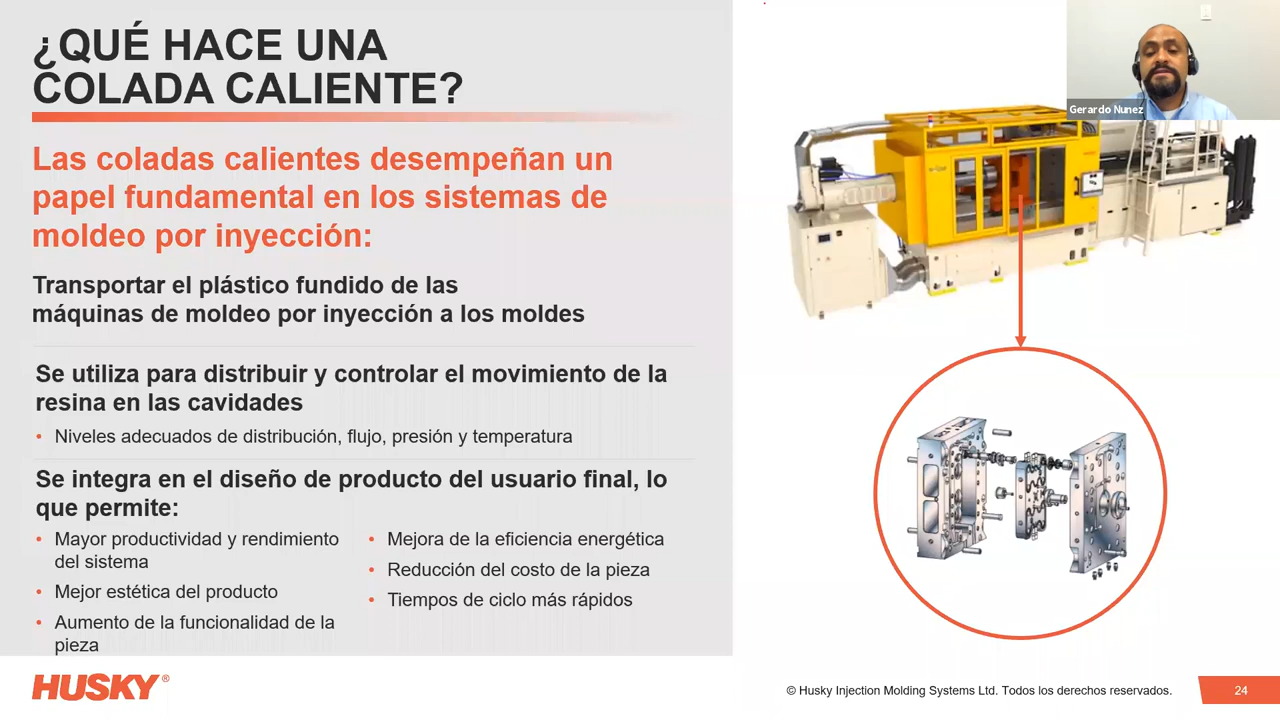 ¿QUÉ HACE UNA
COLADA CALIENTE?
Las coladas calientes desempeñan un
papel fundamental en los sistemas de
moldeo por inyección:
Transportar el plástico fundido de las
máquinas de moldeo por inyección a los moldes
Se utiliza para distribuir y controlar el movimiento de la
resina en las cavidades
• Niveles adecuados de distribución, flujo, presión y temperatura
Se integra en el diseño de producto del usuario final, lo
que permite:
• Mayor productividad y rendimiento
del sistema
• Mejor estética del producto
• Aumento de la funcionalidad de la
pieza
• Mejora de la eficiencia energética
• Reducción del costo de la pieza
• Tiempos de ciclo más rápidos
Gerardo Nunez
HUSKY®
© Husky Injection Molding Systems Ltd. Todos los derechos reservados.
24